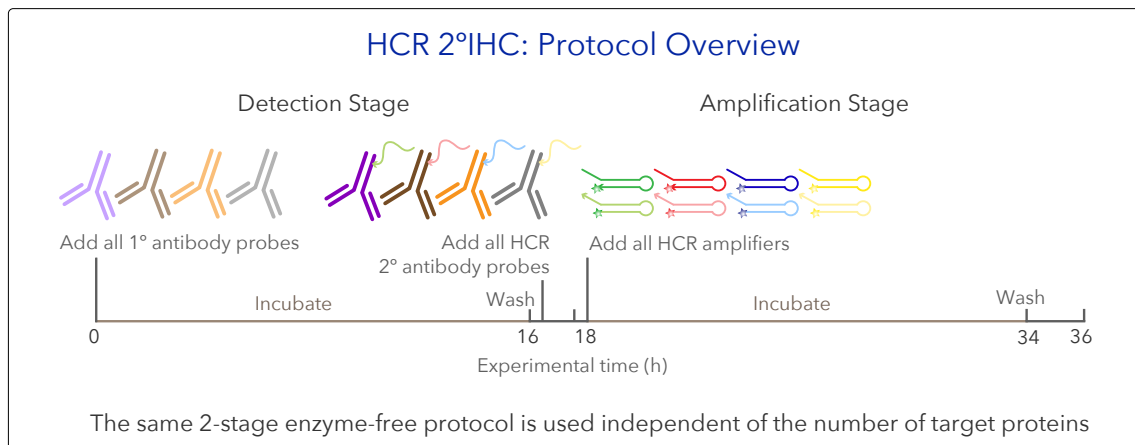 HCR 2°IHC: Protocol Overview
Detection Stage
Amplification Stage
Add all 1° antibody probes
Add all HCR
2° antibody probes
Add all HCR amplifiers
Incubate
Wash
Incubate
Wash
0
16
18
34
36
Experimental time (h)
The same 2-stage enzyme-free protocol is used independent of the number of target proteins